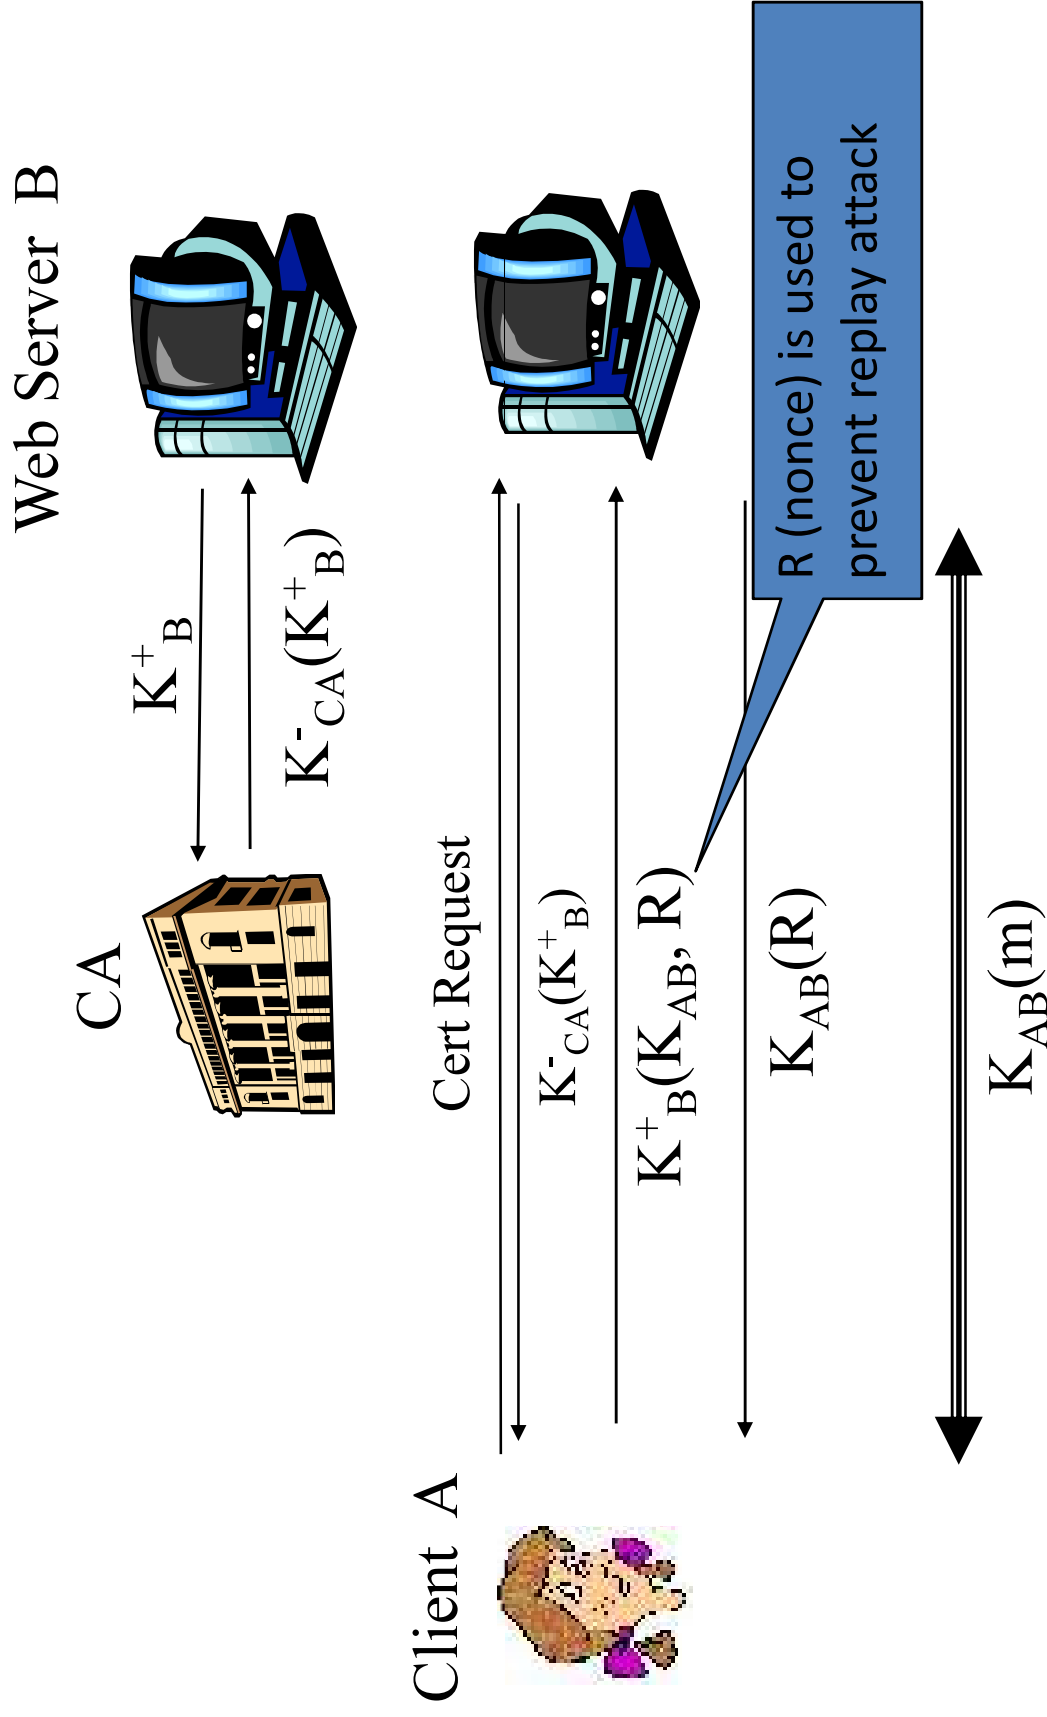 Web Server B
CA
K⁺B
K⁻CA(K⁺B)
Client A
Cert Request
K⁻CA(K⁺B)
K⁺B(KAB, R)
KAB(R)
R (nonce) is used to
prevent replay attack
KAB(m)